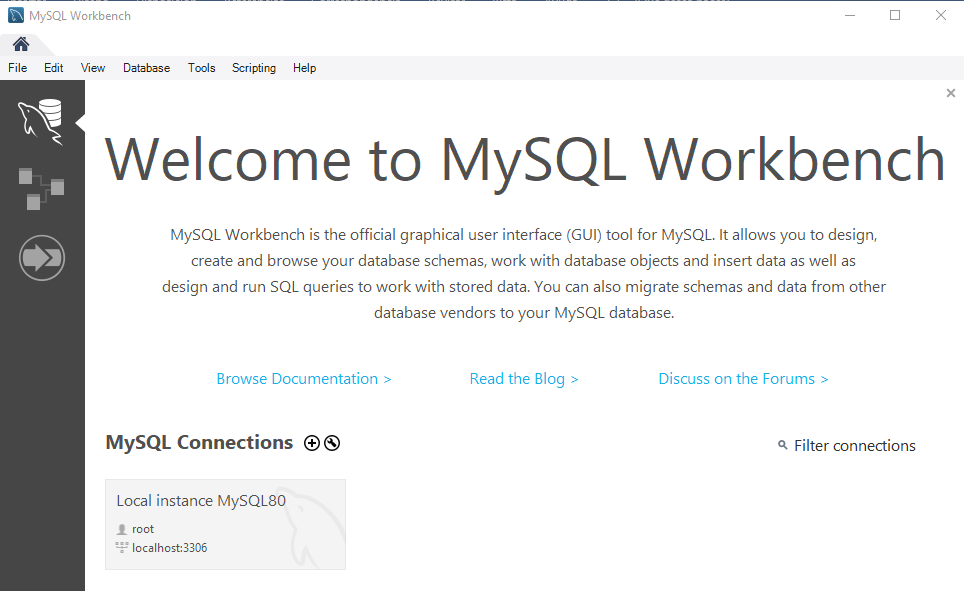 MySQL Workbench
File Edit View Database Tools Scripting Help
Welcome to MySQL Workbench
MySQL Workbench is the official graphical user interface (GUI) tool for MySQL. It allows you to design,
create and browse your database schemas, work with database objects and insert data as well as
design and run SQL queries to work with stored data. You can also migrate schemas and data from other
database vendors to your MySQL database.
Browse Documentation > Read the Blog > Discuss on the Forums >
MySQL Connections Filter connections
Local instance MySQL80
root
localhost:3306